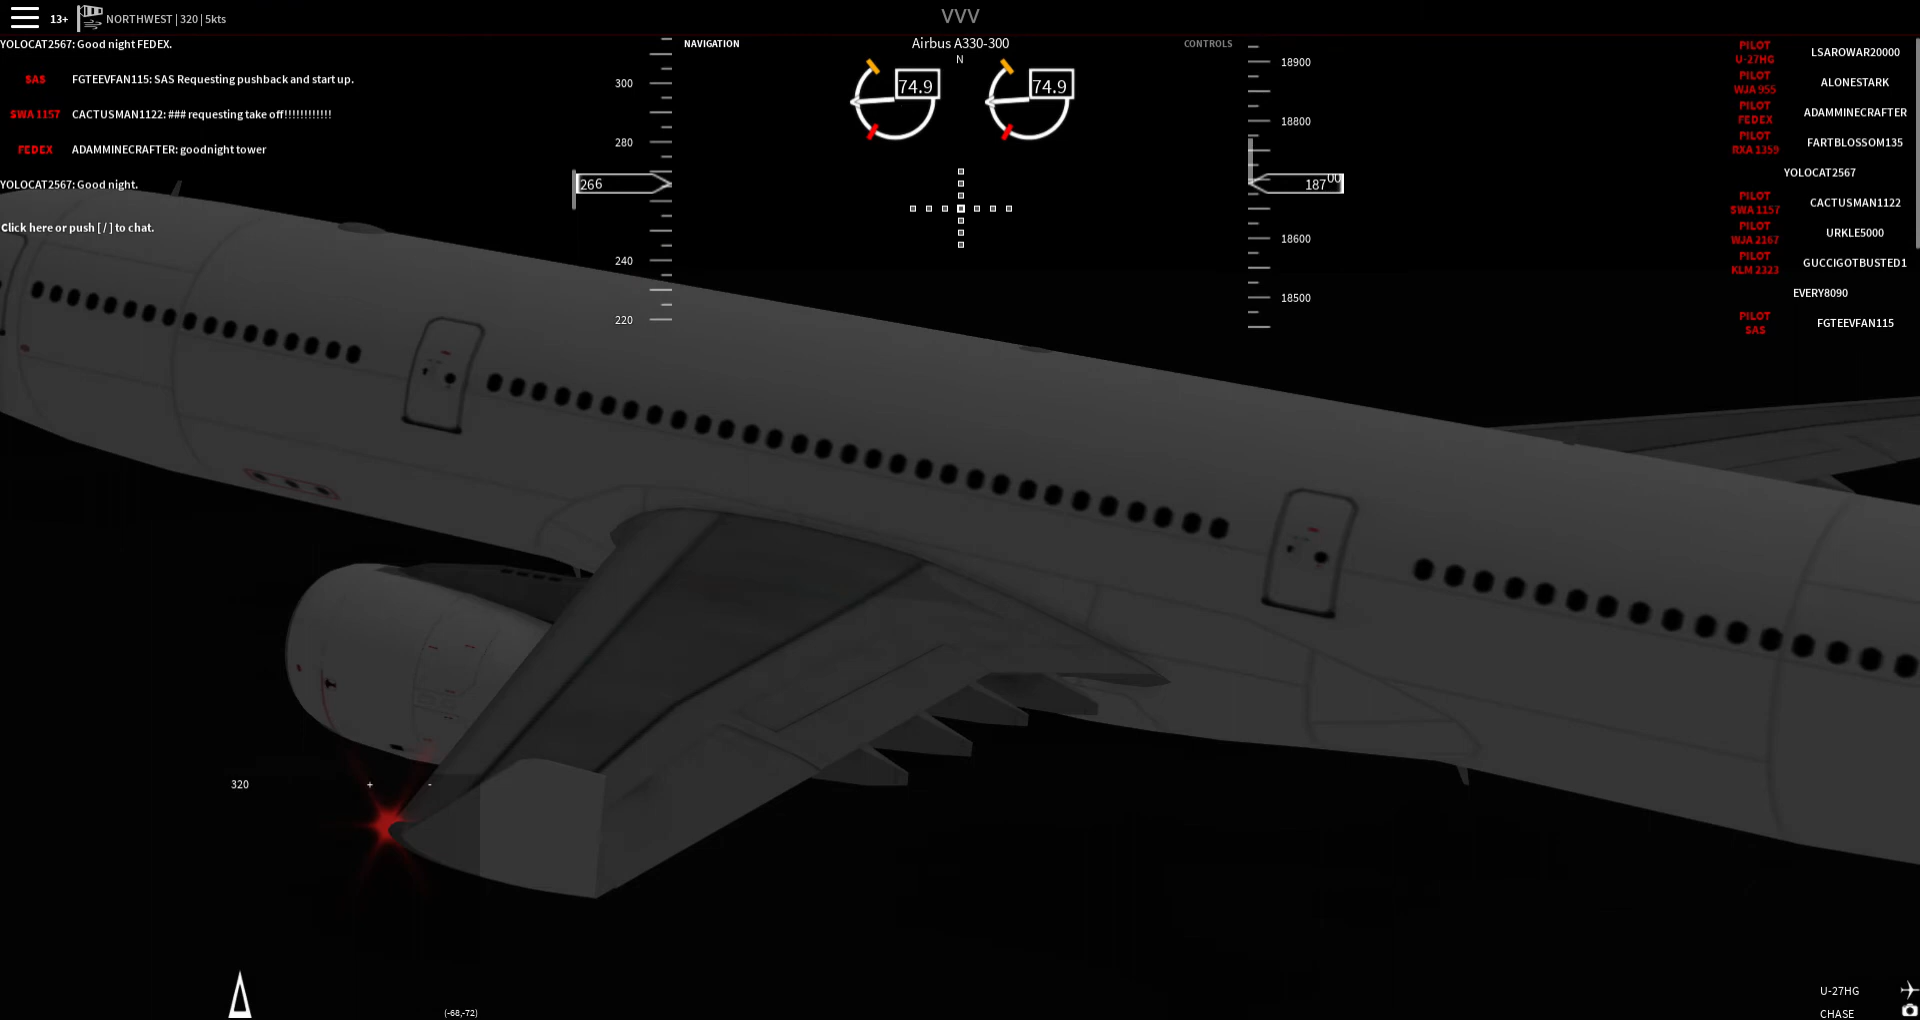 13+
NORTHWEST | 320 | 5kts
VVV
YOLOCAT2567: Good night FEDEX.
SAS FGTEEVFAN115: SAS Requesting pushback and start up.
SWA 1157 CACTUSMAN1122: ### requesting take off!!!!!!!!!!!!
FEDEX ADAMMINECRAFTER: goodnight tower
YOLOCAT2567: Good night.
Click here or push [ / ] to chat.
300
280
266
240
220
NAVIGATION
Airbus A330-300
CONTROLS
N
74.9
74.9
18900
18800
18700
18600
18500
PILOT
U-27HG
LSAROWAR20000
PILOT
WJA 955
ALONESTARK
PILOT
FEDEX
ADAMMINECRAFTER
PILOT
RXA 1359
FARTBLOSSOM135
YOLOCAT2567
PILOT
SWA 1157
CACTUSMAN1122
PILOT
WJA 2167
URKLE5000
PILOT
KLM 2323
GUCCIGOTBUSTED1
EVERY8090
PILOT
SAS
FGTEEVFAN115
320
+ -
(-68,-72)
U-27HG
CHASE